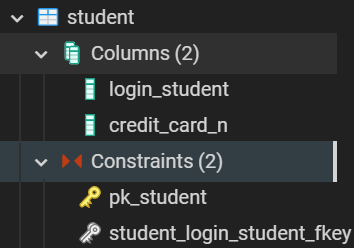 student
Columns (2)
login_student
credit_card_n
Constraints (2)
pk_student
student_login_student_fkey